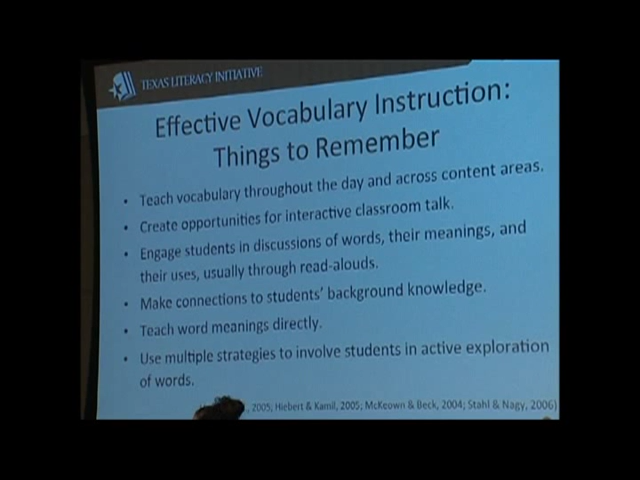 TEXAS LITERACY INITIATIVE
Effective Vocabulary Instruction:
Things to Remember
• Teach vocabulary throughout the day and across content areas.
• Create opportunities for interactive classroom talk.
• Engage students in discussions of words, their meanings, and
their uses, usually through read-alouds.
• Make connections to students' background knowledge.
• Teach word meanings directly.
• Use multiple strategies to involve students in active exploration
of words.
, 2005; Hiebert & Kamil, 2005; McKeown & Beck, 2004; Stahl & Nagy, 2006)